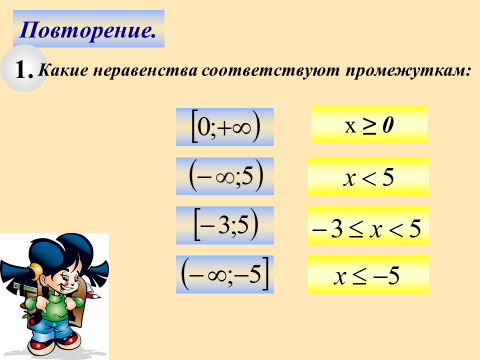 Повторение.
1. Какие неравенства соответствуют промежуткам:
[0;+∞) x ≥ 0
(−∞;5) x < 5
[−3;5) −3 ≤ x < 5
(−∞;−5] x ≤ −5